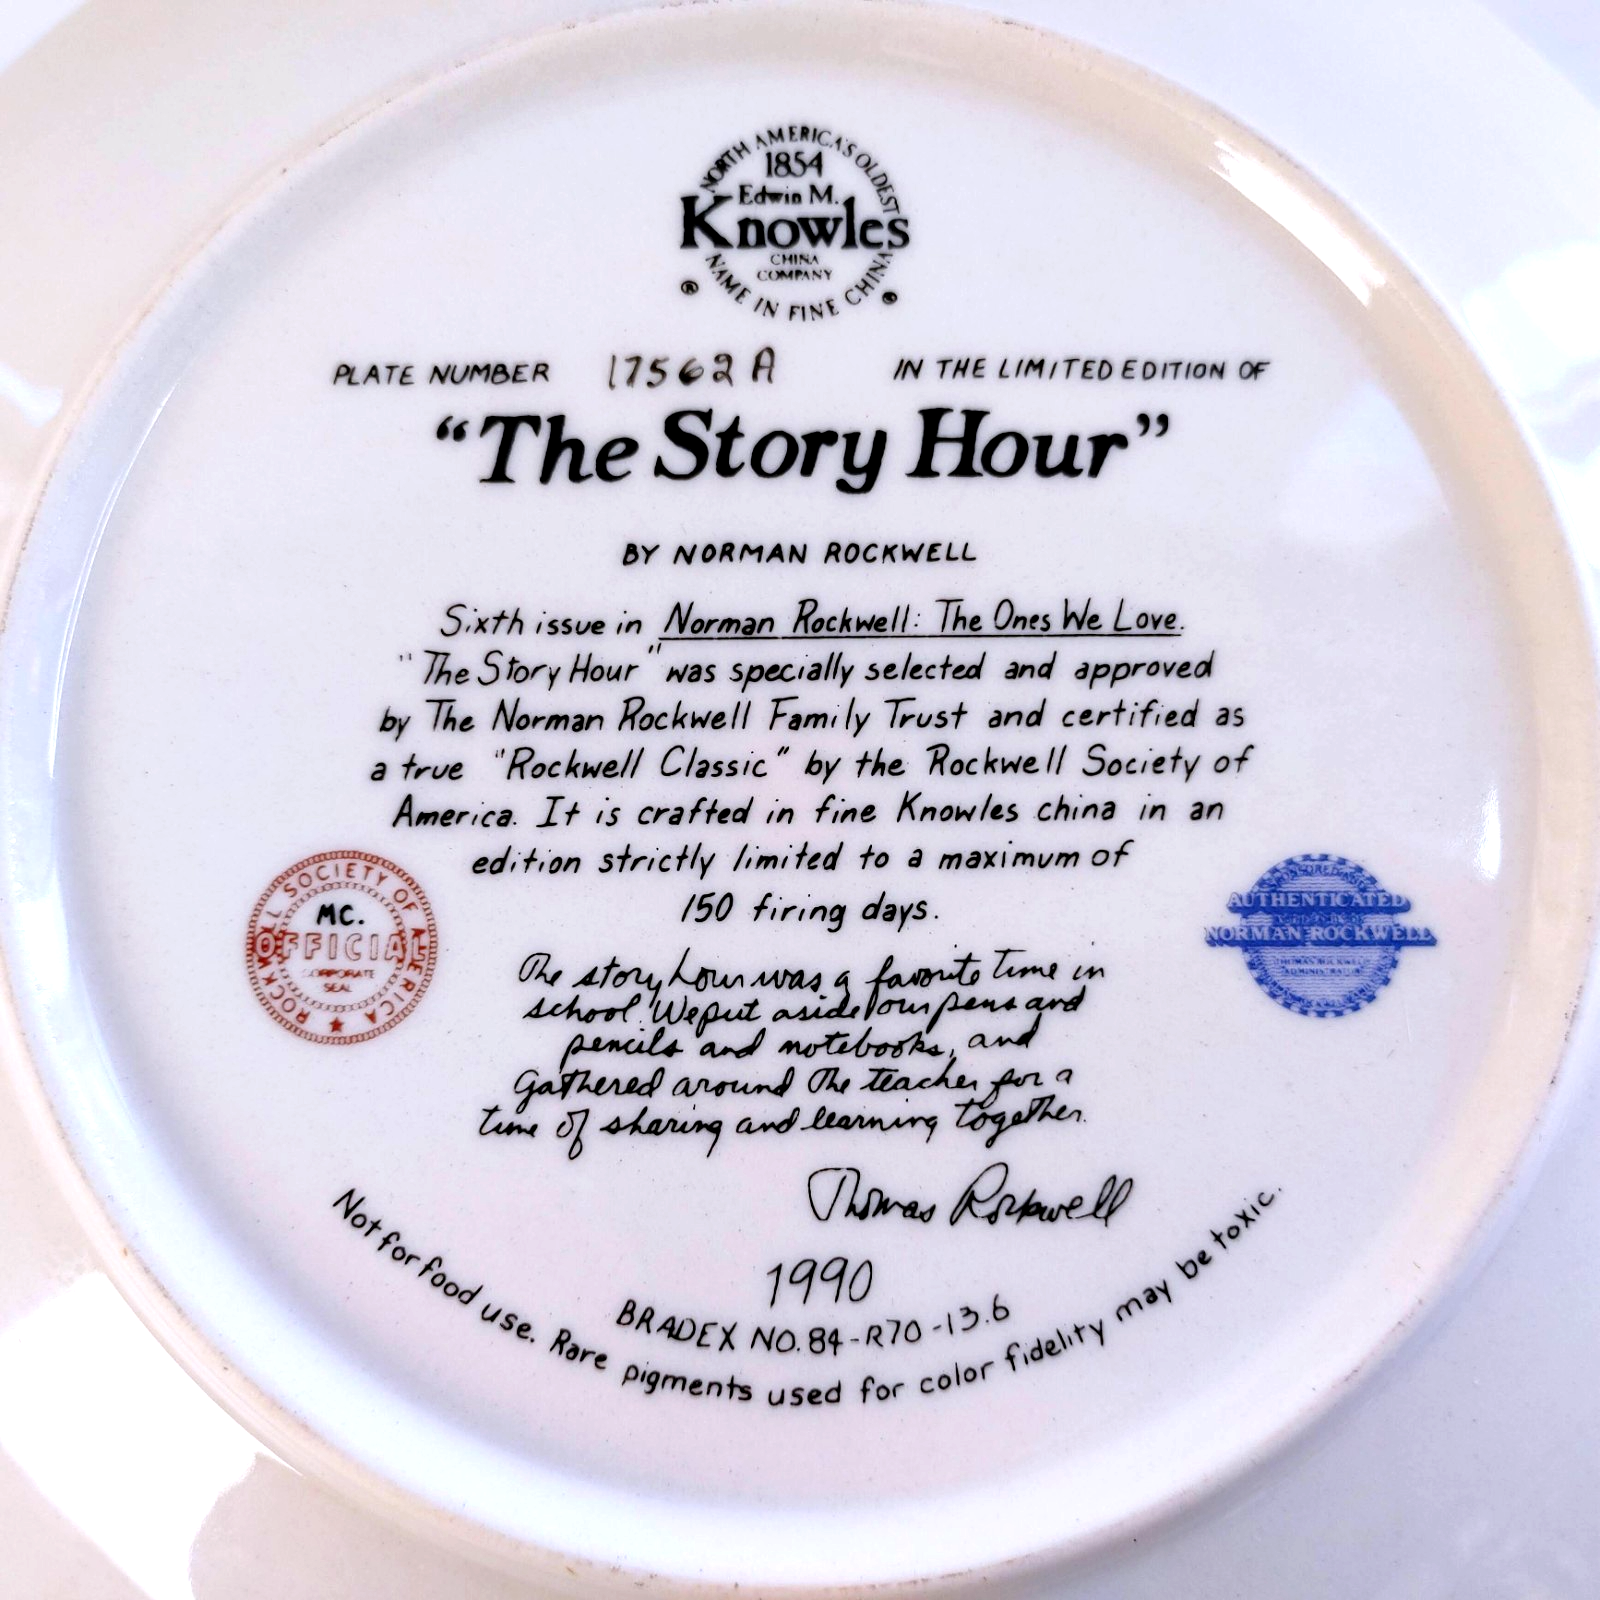 NORTH AMERICA'S OLDEST
1854
Edwin M.
Knowles
CHINA
COMPANY
NAME IN FINE CHINA
®
PLATE NUMBER 17562A IN THE LIMITED EDITION OF
"The Story Hour"
BY NORMAN ROCKWELL
Sixth issue in Norman Rockwell: The Ones We Love.
"The Story Hour" was specially selected and approved
by The Norman Rockwell Family Trust and certified as
a true "Rockwell Classic" by the Rockwell Society of
America. It is crafted in fine Knowles china in an
edition strictly limited to a maximum of
150 firing days.
ROCKWELL SOCIETY OF AMERICA
MC.
OFFICIAL
CORPORATE
SEAL
AUTHENTICATED
NORMAN ROCKWELL
THOMAS ROCKWELL
The story hour was a favorite time in
school. We put aside our pens and
pencils and notebooks, and
Gathered around the teacher for a
time of sharing and learning together.
Thomas Rockwell
1990
BRADEX NO. 84-R70-13.6
Not for food use. Rare pigments used for color fidelity may be toxic.